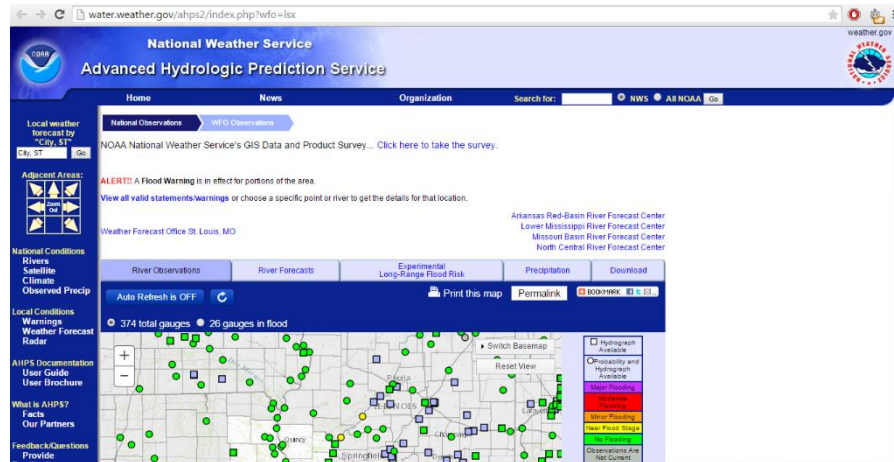 water.weather.gov/ahps2/index.php?wfo=lsx
weather.gov
NOAA
National Weather Service
Advanced Hydrologic Prediction Service
Home News Organization Search for: NWS All NOAA Go
Local weather
forecast by
"City, ST"
City, ST Go
Adjacent Areas:
Zoom
Out
National Conditions
Rivers
Satellite
Climate
Observed Precip
Local Conditions
Warnings
Weather Forecast
Radar
AHPS Documentation
User Guide
User Brochure
What is AHPS?
Facts
Our Partners
Feedback/Questions
Provide
National Observations WFO Observations
NOAA National Weather Service's GIS Data and Product Survey... Click here to take the survey.
ALERT!! A Flood Warning is in effect for portions of the area.
View all valid statements/warnings or choose a specific point or river to get the details for that location.
Weather Forecast Office St. Louis, MO
Arkansas Red-Basin River Forecast Center
Lower Mississippi River Forecast Center
Missouri Basin River Forecast Center
North Central River Forecast Center
River Observations River Forecasts Experimental
Long-Range Flood Risk Precipitation Download
Auto Refresh is OFF Print this map Permalink BOOKMARK
374 total gauges 26 gauges in flood
+
−
Switch Basemap
Reset View
Peoria
ILLINOIS
Lafayette
Quincy
Springfield
Hydrograph
Available
Probability and
Hydrograph
Available
Major Flooding
Moderate
Flooding
Minor Flooding
Near Flood Stage
No Flooding
Observations Are
Not Current